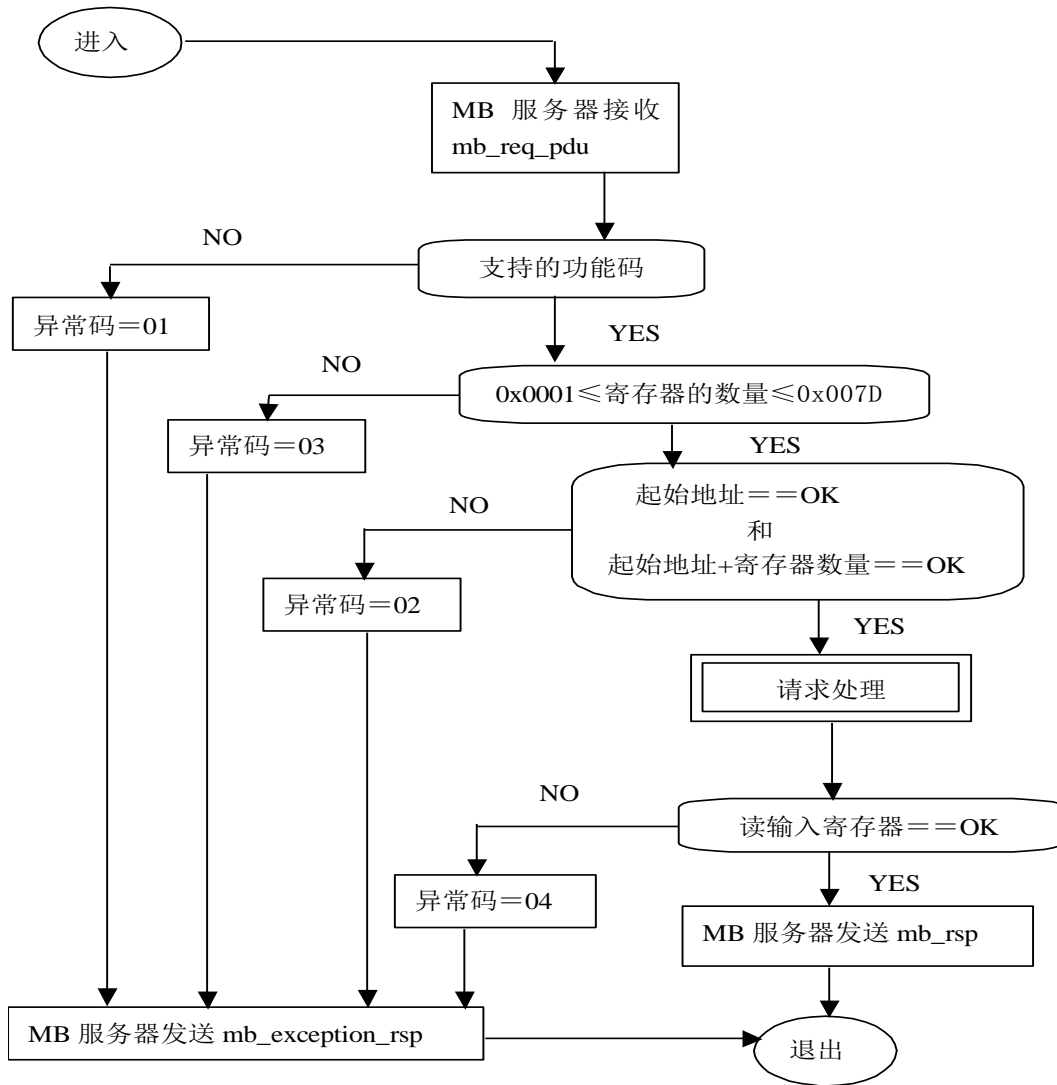 进入
MB 服务器接收
mb_req_pdu
NO
支持的功能码
异常码＝01
YES
NO
0x0001≤寄存器的数量≤0x007D
异常码＝03
YES
起始地址＝＝OK
NO
和
起始地址+寄存器数量＝＝OK
异常码＝02
YES
请求处理
NO
读输入寄存器＝＝OK
YES
异常码＝04
MB 服务器发送 mb_rsp
MB 服务器发送 mb_exception_rsp
退出